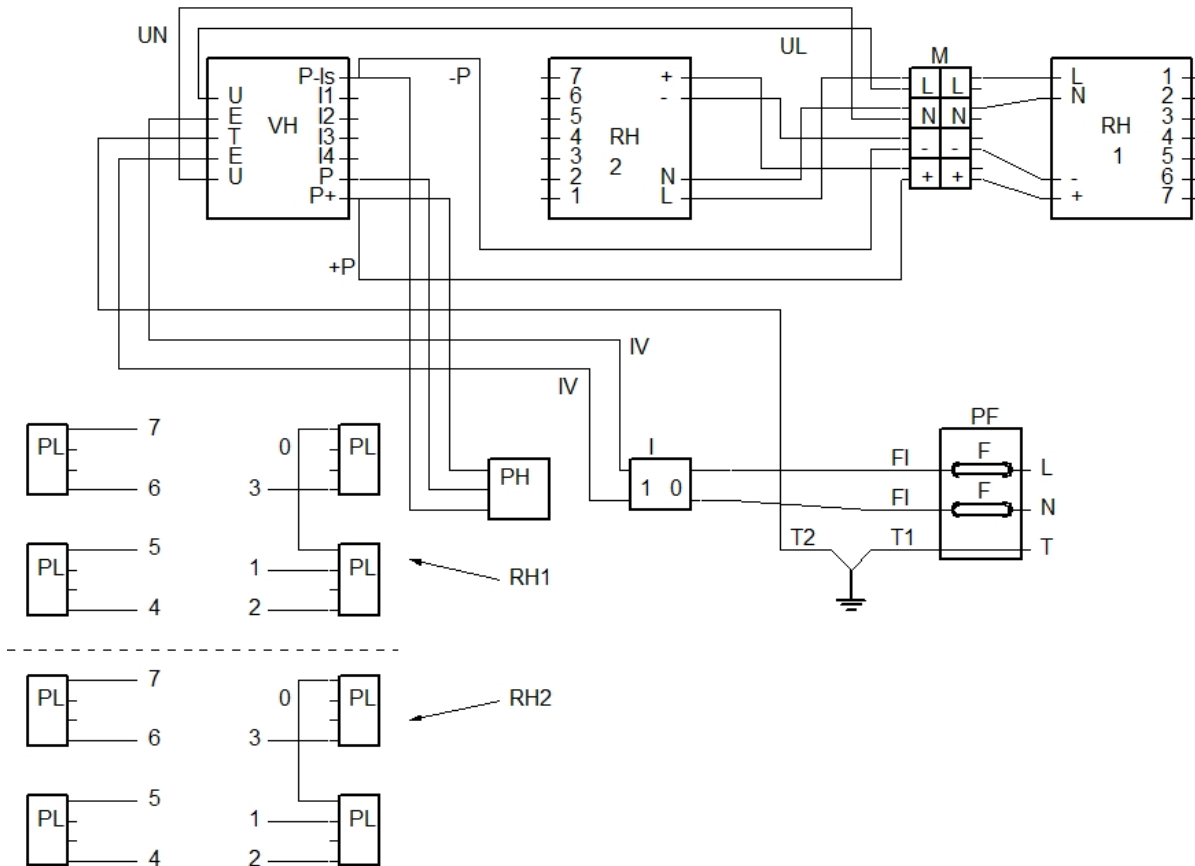 UN
UL
M
-P
VH
U
E
T
E
U
P-Is
I1
I2
I3
I4
P
P+
+P
7
6
5
4
3
2
1
RH
2
+
-
N
L
L L
N N
- -
+ +
L
N
-
+
RH
1
1
2
3
4
5
6
7
IV
IV
PF
I
1 0
PH
FI
F
L
FI
F
N
T2
T1
T
PL
7
6
0
3
PL
PL
5
4
1
2
PL
RH1
PL
7
6
0
3
PL
RH2
PL
5
4
1
2
PL